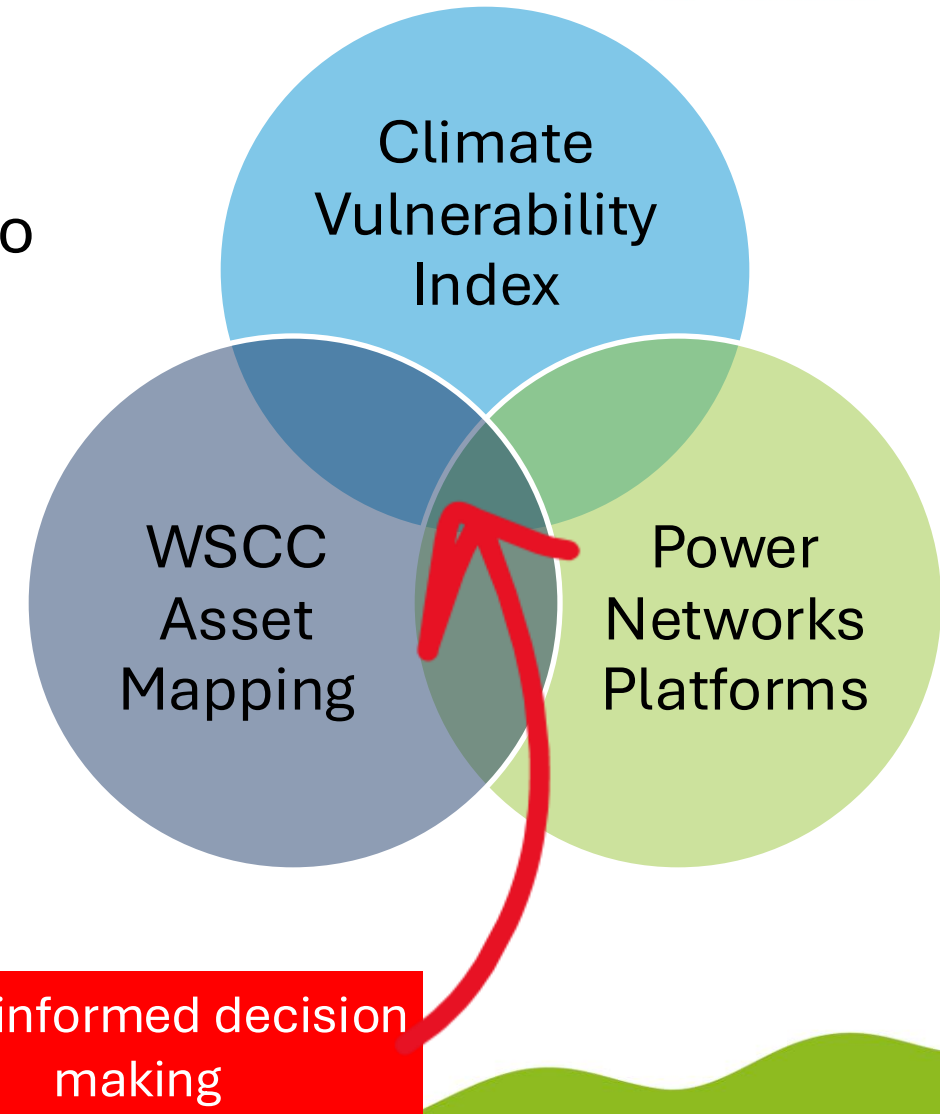 Climate
Vulnerability
Index
o
WSCC
Asset
Mapping
Power
Networks
Platforms
informed decision
making